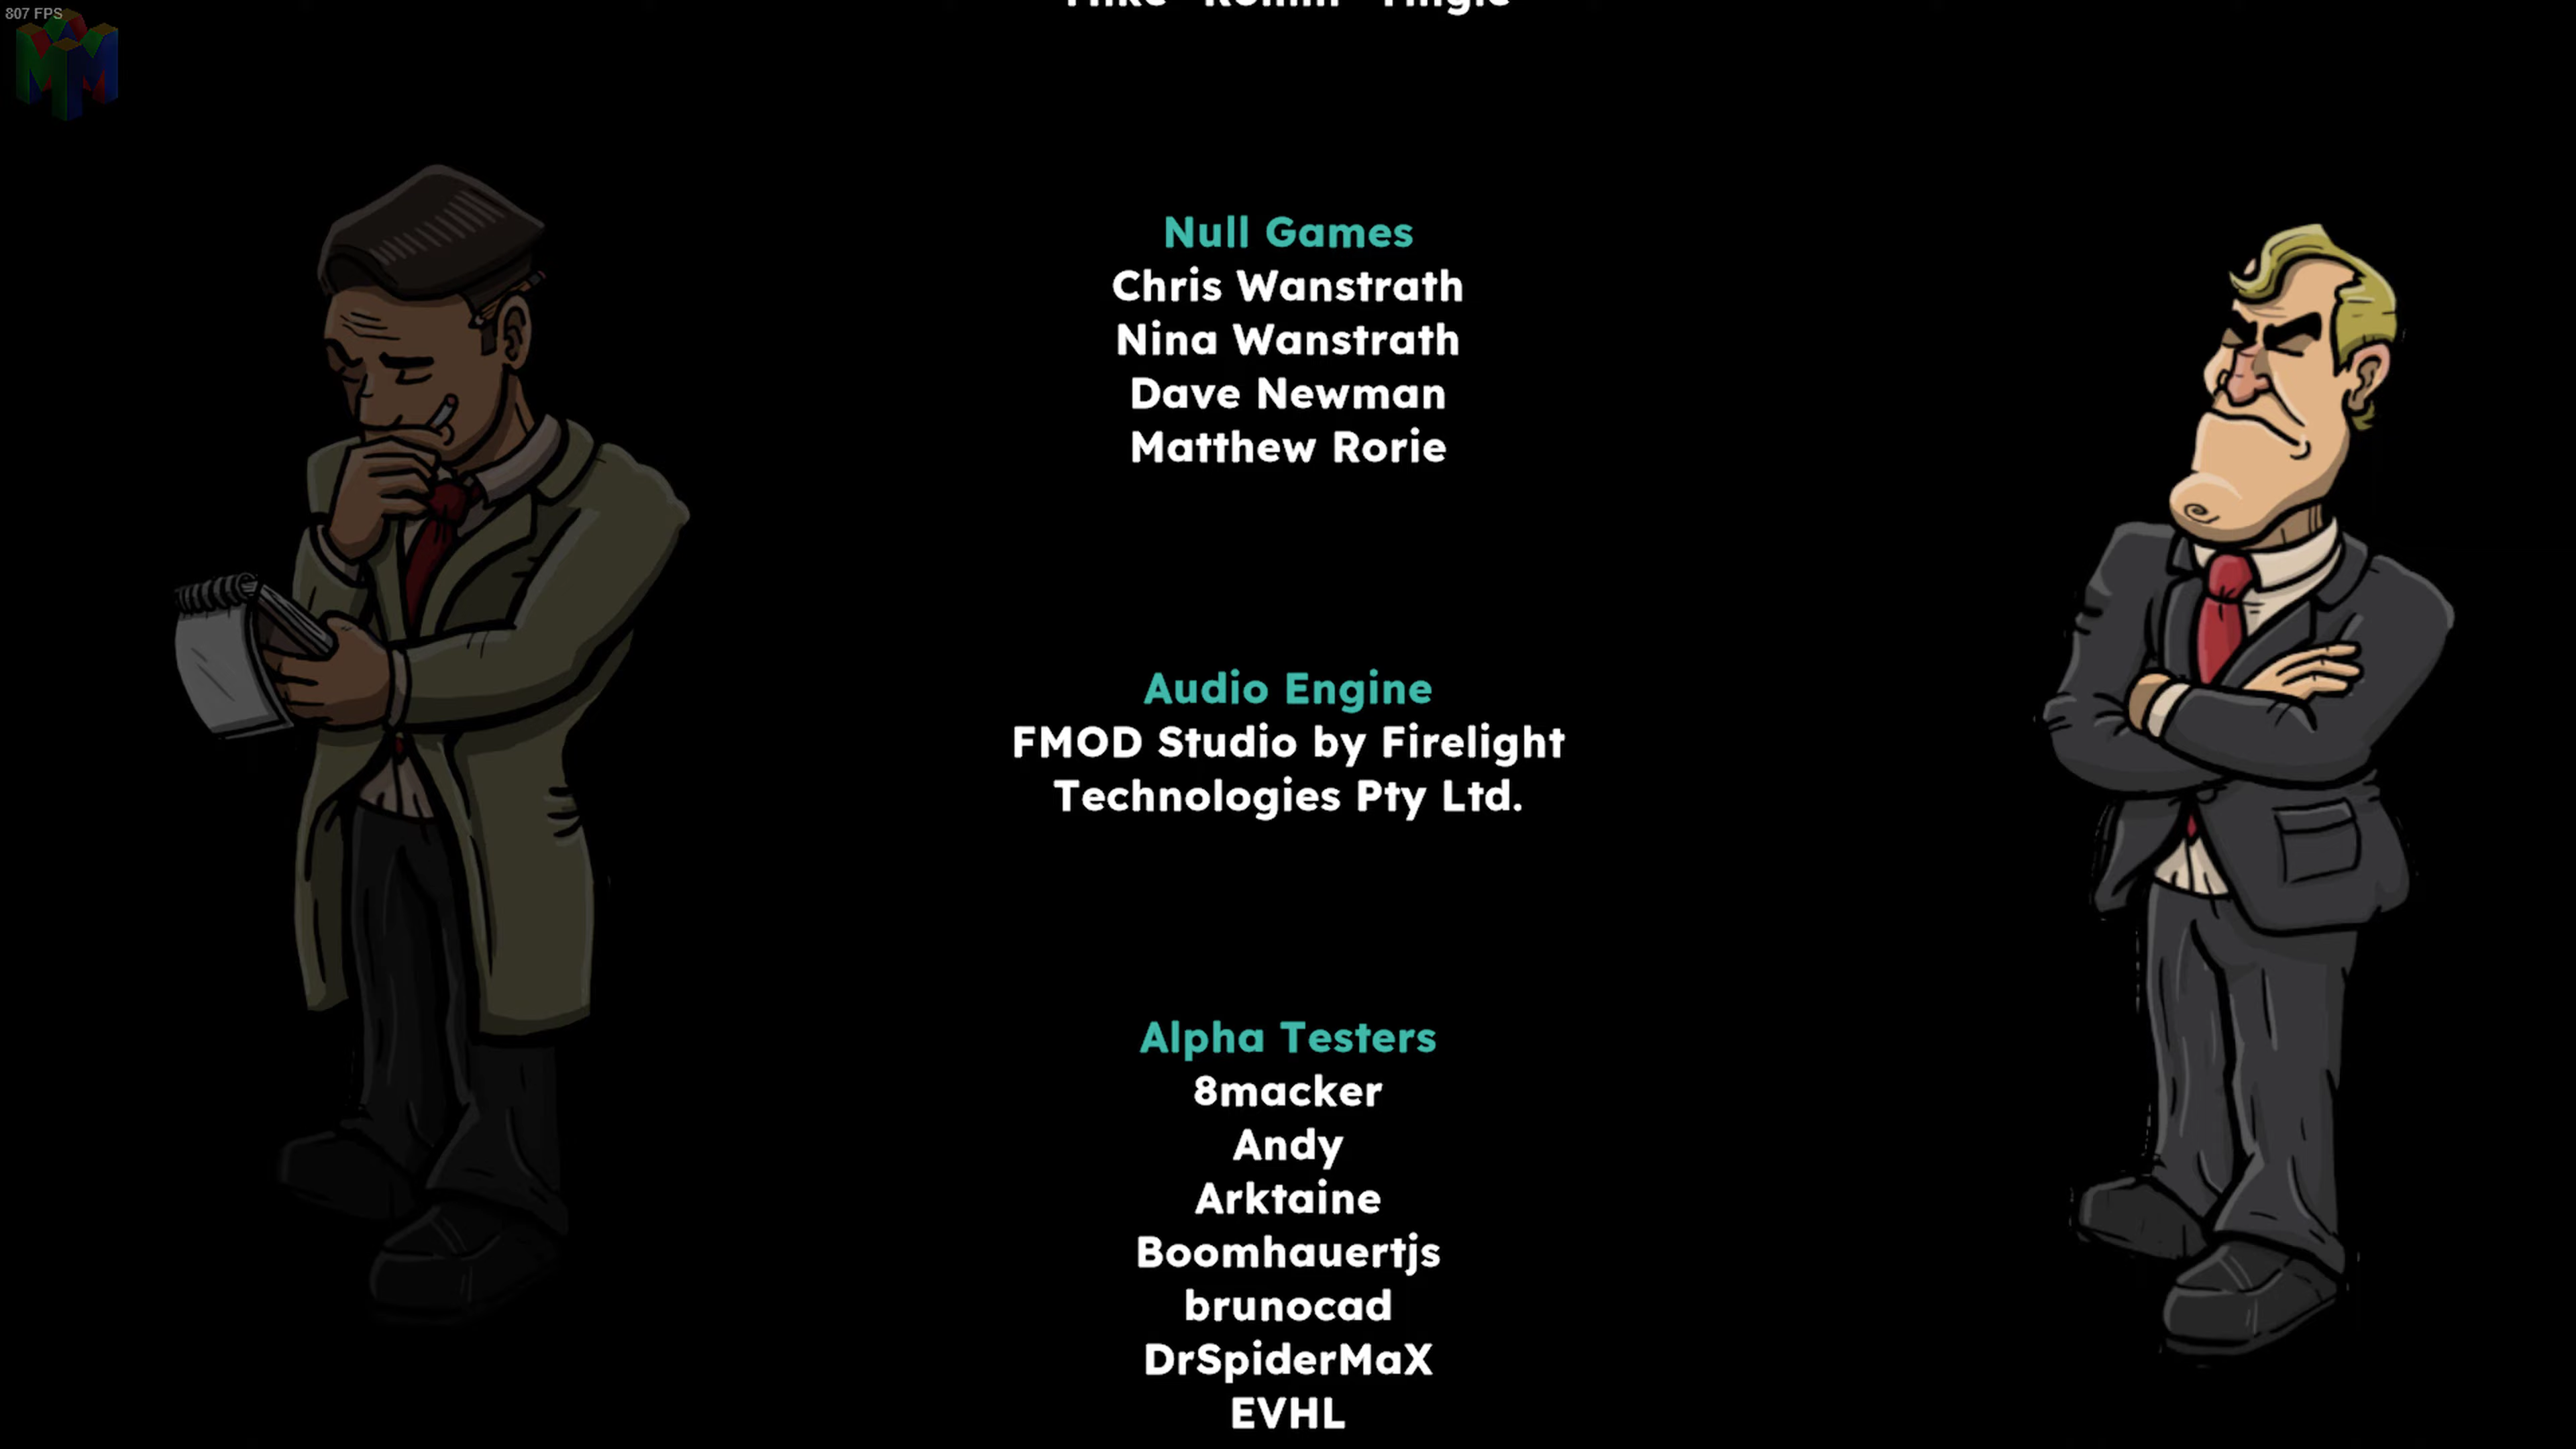 807 FPS
Null Games
Chris Wanstrath
Nina Wanstrath
Dave Newman
Matthew Rorie
Audio Engine
FMOD Studio by Firelight
Technologies Pty Ltd.
Alpha Testers
8macker
Andy
Arktaine
Boomhauertjs
brunocad
DrSpiderMaX
EVHL